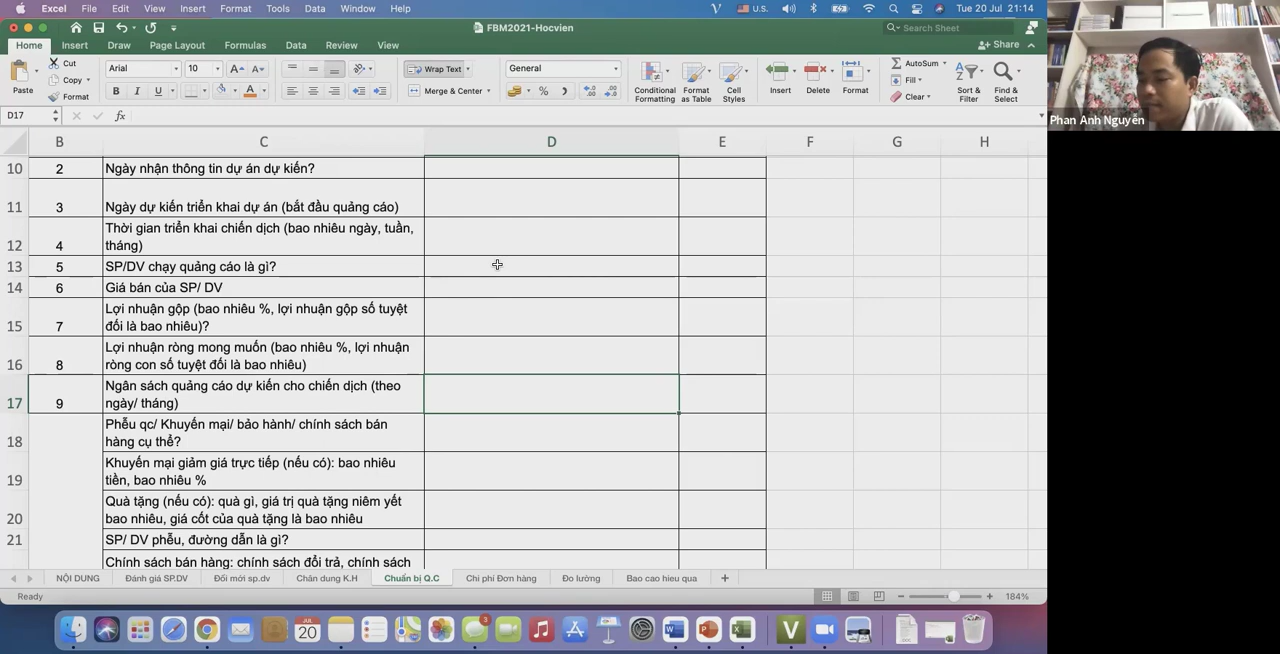 Excel File Edit View Insert Format Tools Data Window Help
U.S. Tue 20 Jul 21:14
FBM2021-Hocvien
Search Sheet
Home Insert Draw Page Layout Formulas Data Review View
Share
Paste Cut Copy Format
Arial 10
B I U A
Wrap Text
Merge & Center
General
Conditional Formatting
Format as Table
Cell Styles
Insert Delete Format
AutoSum Fill Clear
Sort & Filter
Find & Select
Phan Anh Nguyễn
D17 fx
B C D E F G H
10 2 Ngày nhận thông tin dự án dự kiến?
11 3 Ngày dự kiến triển khai dự án (bắt đầu quảng cáo)
Thời gian triển khai chiến dịch (bao nhiêu ngày, tuần,
12 4 tháng)
13 5 SP/DV chạy quảng cáo là gì?
14 6 Giá bán của SP/ DV
Lợi nhuận gộp (bao nhiêu %, lợi nhuận gộp số tuyệt
15 7 đối là bao nhiêu)?
Lợi nhuận ròng mong muốn (bao nhiêu %, lợi nhuận
16 8 ròng con số tuyệt đối là bao nhiêu)
Ngân sách quảng cáo dự kiến cho chiến dịch (theo
17 9 ngày/ tháng)
Phễu qc/ Khuyến mại/ bảo hành/ chính sách bán
18 hàng cụ thể?
Khuyến mại giảm giá trực tiếp (nếu có): bao nhiêu
19 tiền, bao nhiêu %
Quà tặng (nếu có): quà gì, giá trị quà tặng niêm yết
20 bao nhiêu, giá cốt của quà tặng là bao nhiêu
21 SP/ DV phễu, đường dẫn là gì?
Chính sách bán hàng: chính sách đổi trả, chính sách
NỘI DUNG Đánh giá SP.DV Đổi mới sp.dv Chân dung K.H Chuẩn bị Q.C Chi phí Đơn hàng Đo lường Bao cao hieu qua
Ready 184%
JUL
20
3